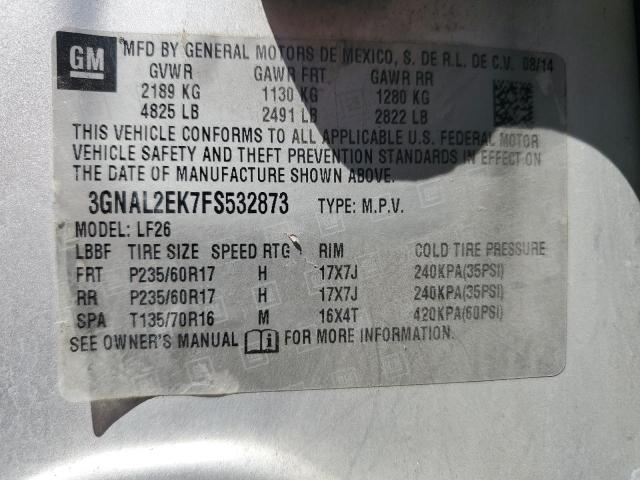 GM MFD BY GENERAL MOTORS DE MEXICO, S. DE R.L. DE C.V. 08/14
GVWR GAWR FRT GAWR RR
2189 KG 1130 KG 1280 KG
4825 LB 2491 LB 2822 LB
THIS VEHICLE CONFORMS TO ALL APPLICABLE U.S. FEDERAL MOTOR
VEHICLE SAFETY AND THEFT PREVENTION STANDARDS IN EFFECT ON
THE DATE OF MANUFACTURE SHOWN ABOVE.
3GNAL2EK7FS532873 TYPE: M.P.V.
MODEL: LF26
LBBF TIRE SIZE SPEED RTG RIM COLD TIRE PRESSURE
FRT P235/60R17 H 17X7J 240KPA(35PSI)
RR P235/60R17 H 17X7J 240KPA(35PSI)
SPA T135/70R16 M 16X4T 420KPA(60PSI)
SEE OWNER'S MANUAL FOR MORE INFORMATION.